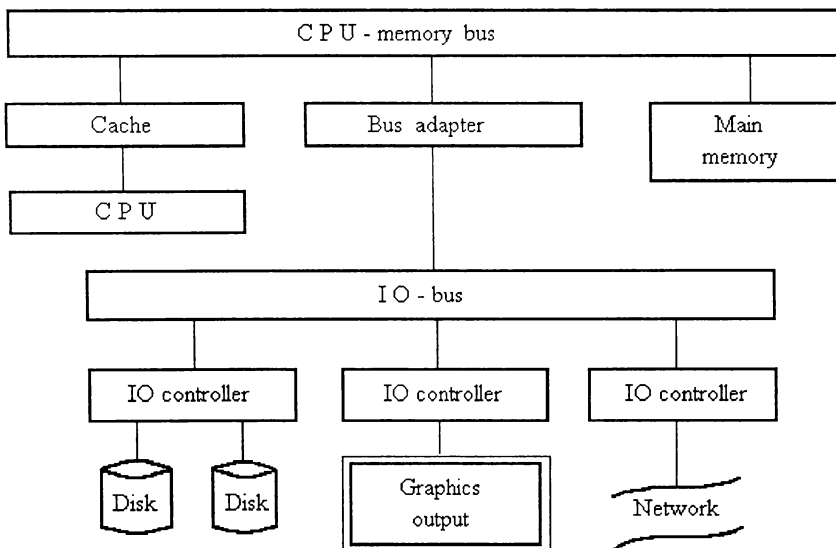 C P U - memory bus
Cache
Bus adapter
Main
memory
C P U
I O - bus
IO controller
IO controller
IO controller
Disk
Disk
Graphics
output
Network